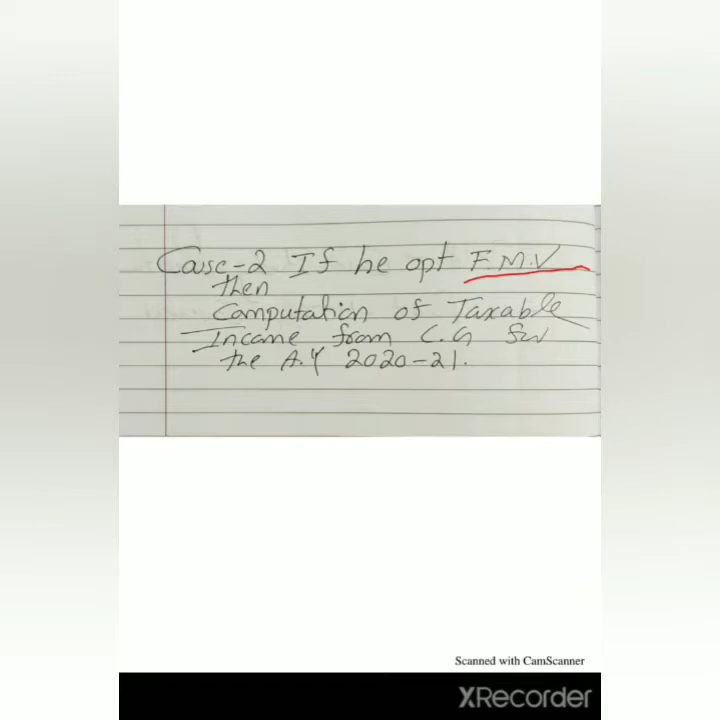 Case-2 If he opt F.M.V
then
Computation of Taxable
Income from C.G for
the A.Y 2020-21.
Scanned with CamScanner
XRecorder